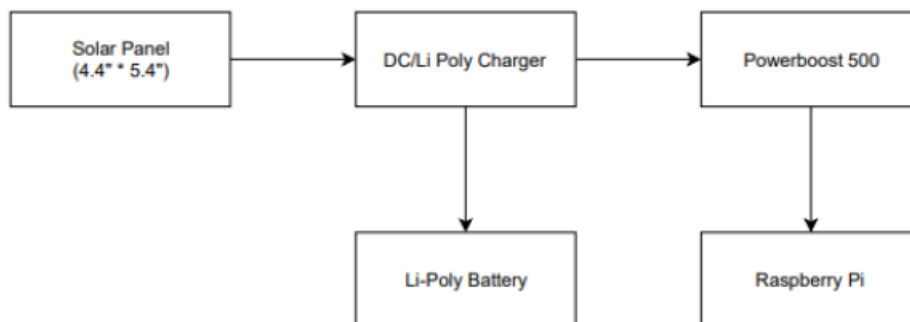 Solar Panel
(4.4" * 5.4")
DC/Li Poly Charger
Powerboost 500
Li-Poly Battery
Raspberry Pi